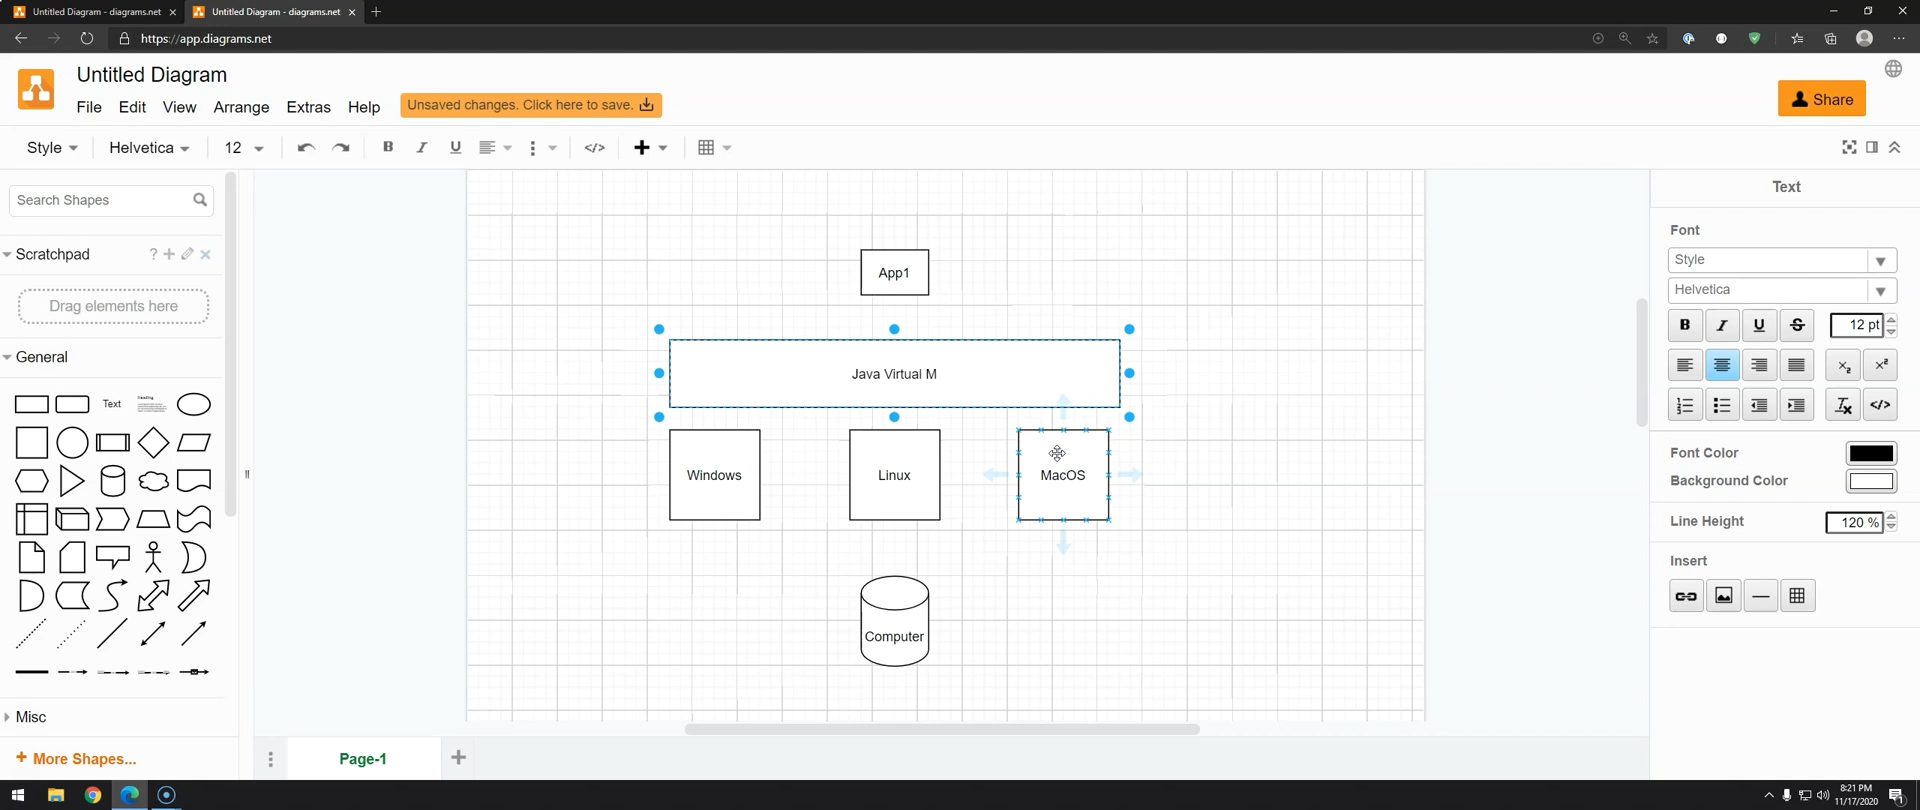 Untitled Diagram - diagrams.net
Untitled Diagram - diagrams.net
https://app.diagrams.net
Untitled Diagram
File Edit View Arrange Extras Help Unsaved changes. Click here to save.
Share
Style Helvetica 12 B I U
Search Shapes
Scratchpad ?
Drag elements here
General
Text
Heading
Misc
+ More Shapes...
App1
Java Virtual M
Windows Linux MacOS
Computer
Page-1
Text
Font
Style
Helvetica
B I U S 12 pt
Font Color
Background Color
Line Height 120 %
Insert
8:21 PM
11/17/2020